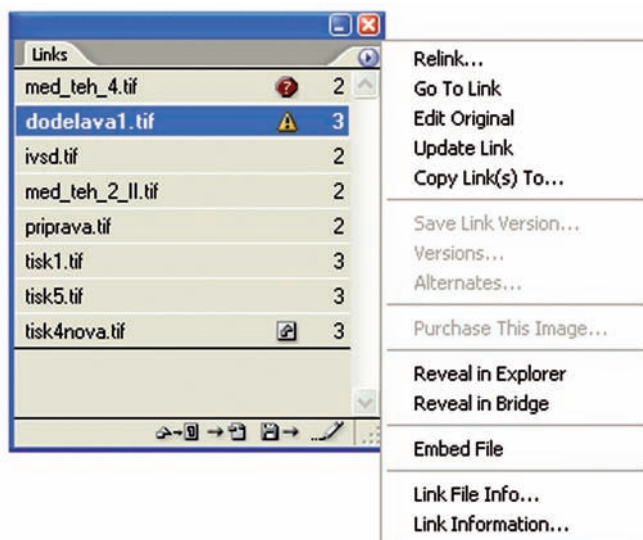 Links
med_teh_4.tif 2
dodelava1.tif 3
ivsd.tif 2
med_teh_2_II.tif 2
priprava.tif 2
tisk1.tif 3
tisk5.tif 3
tisk4nova.tif 3
Relink...
Go To Link
Edit Original
Update Link
Copy Link(s) To...
Save Link Version...
Versions...
Alternates...
Purchase This Image...
Reveal in Explorer
Reveal in Bridge
Embed File
Link File Info...
Link Information...